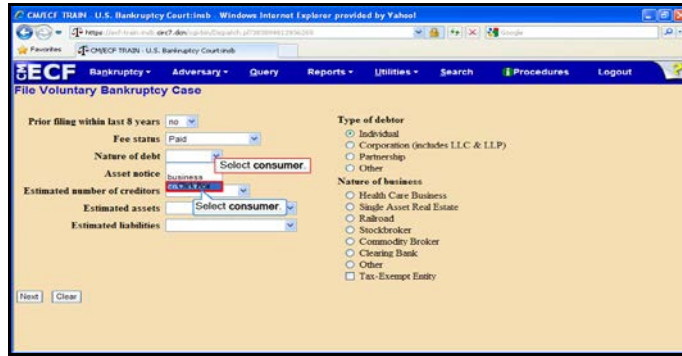 CM/ECF TRAIN - U.S. Bankruptcy Court:insb - Windows Internet Explorer provided by Yahoo!
Google
Favorites CM/ECF TRAIN - U.S. Bankruptcy Court:insb
ECF Bankruptcy Adversary Query Reports Utilities Search Procedures Logout ?
File Voluntary Bankruptcy Case
Prior filing within last 8 years no
Fee status Paid
Nature of debt
Select consumer.
Asset notice
business
consumer
Estimated number of creditors
Select consumer.
Estimated assets
Estimated liabilities
Type of debtor
Individual
Corporation (includes LLC & LLP)
Partnership
Other
Nature of business
Health Care Business
Single Asset Real Estate
Railroad
Stockbroker
Commodity Broker
Clearing Bank
Other
Tax-Exempt Entity
Next Clear